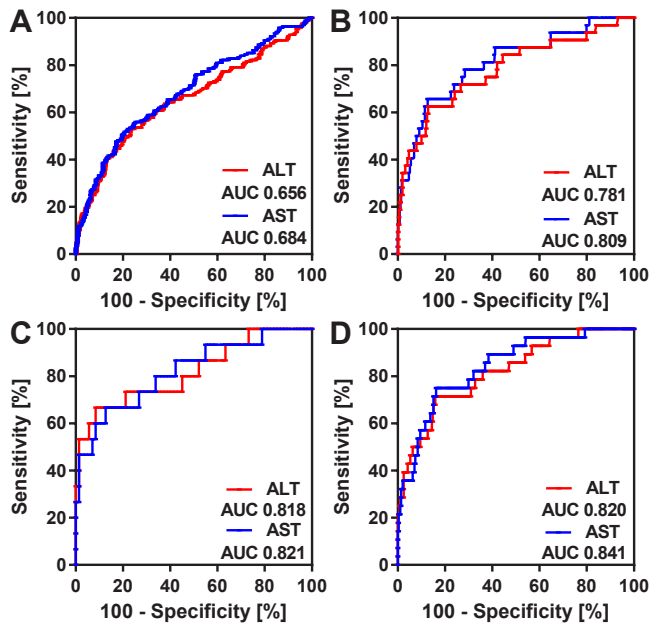 A
Sensitivity [%]
100
80
60
40
20
0
ALT
AUC 0.656
AST
AUC 0.684
0 20 40 60 80 100
100 - Specificity [%]
B
Sensitivity [%]
100
80
60
40
20
0
ALT
AUC 0.781
AST
AUC 0.809
0 20 40 60 80 100
100 - Specificity [%]
C
Sensitivity [%]
100
80
60
40
20
0
ALT
AUC 0.818
AST
AUC 0.821
0 20 40 60 80 100
100 - Specificity [%]
D
Sensitivity [%]
100
80
60
40
20
0
ALT
AUC 0.820
AST
AUC 0.841
0 20 40 60 80 100
100 - Specificity [%]